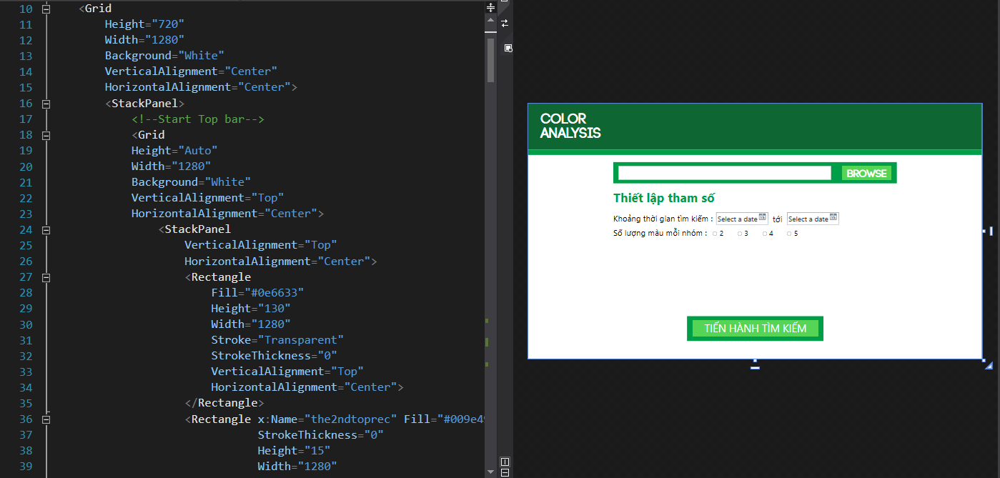 10 <Grid
11 Height="720"
12 Width="1280"
13 Background="White"
14 VerticalAlignment="Center"
15 HorizontalAlignment="Center">
16 <StackPanel>
17 <!--Start Top bar-->
18 <Grid
19 Height="Auto"
20 Width="1280"
21 Background="White"
22 VerticalAlignment="Top"
23 HorizontalAlignment="Center">
24 <StackPanel
25 VerticalAlignment="Top"
26 HorizontalAlignment="Center">
27 <Rectangle
28 Fill="#0e6633"
29 Height="130"
30 Width="1280"
31 Stroke="Transparent"
32 StrokeThickness="0"
33 VerticalAlignment="Top"
34 HorizontalAlignment="Center">
35 </Rectangle>
36 <Rectangle x:Name="the2ndtoprec" Fill="#009e49
37 StrokeThickness="0"
38 Height="15"
39 Width="1280"
COLOR
ANALYSIS
BROWSE
Thiết lập tham số
Khoảng thời gian tìm kiếm : Select a date 15 tới Select a date 15
Số lượng màu mỗi nhóm : 2 3 4 5
TIẾN HÀNH TÌM KIẾM